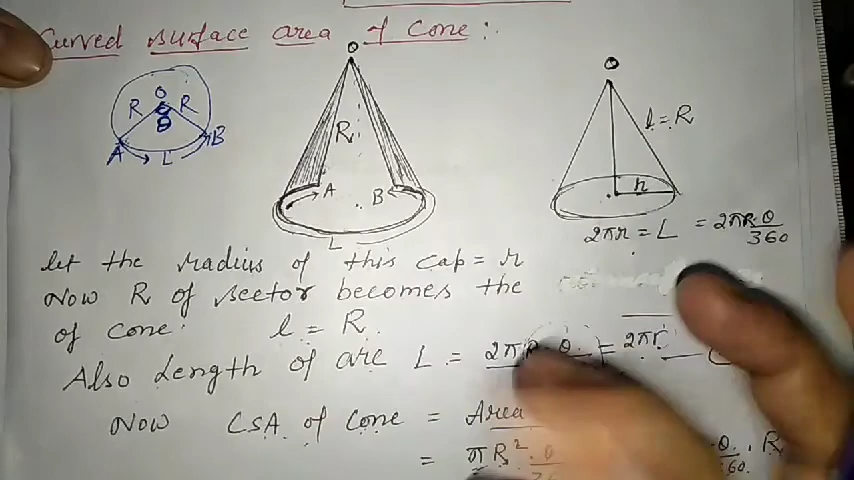 Curved surface area of Cone :
O
R R
θ
A B
L
O
R
A B
L
O
l = R
r
2πr = L = 2πR θ/360
let the radius of this cap = r
Now R of sector becomes the
of cone. l = R.
Also Length of arc L = 2πR θ = 2πr
Now CSA of Cone = Area
= πR² θ θ/360 . R